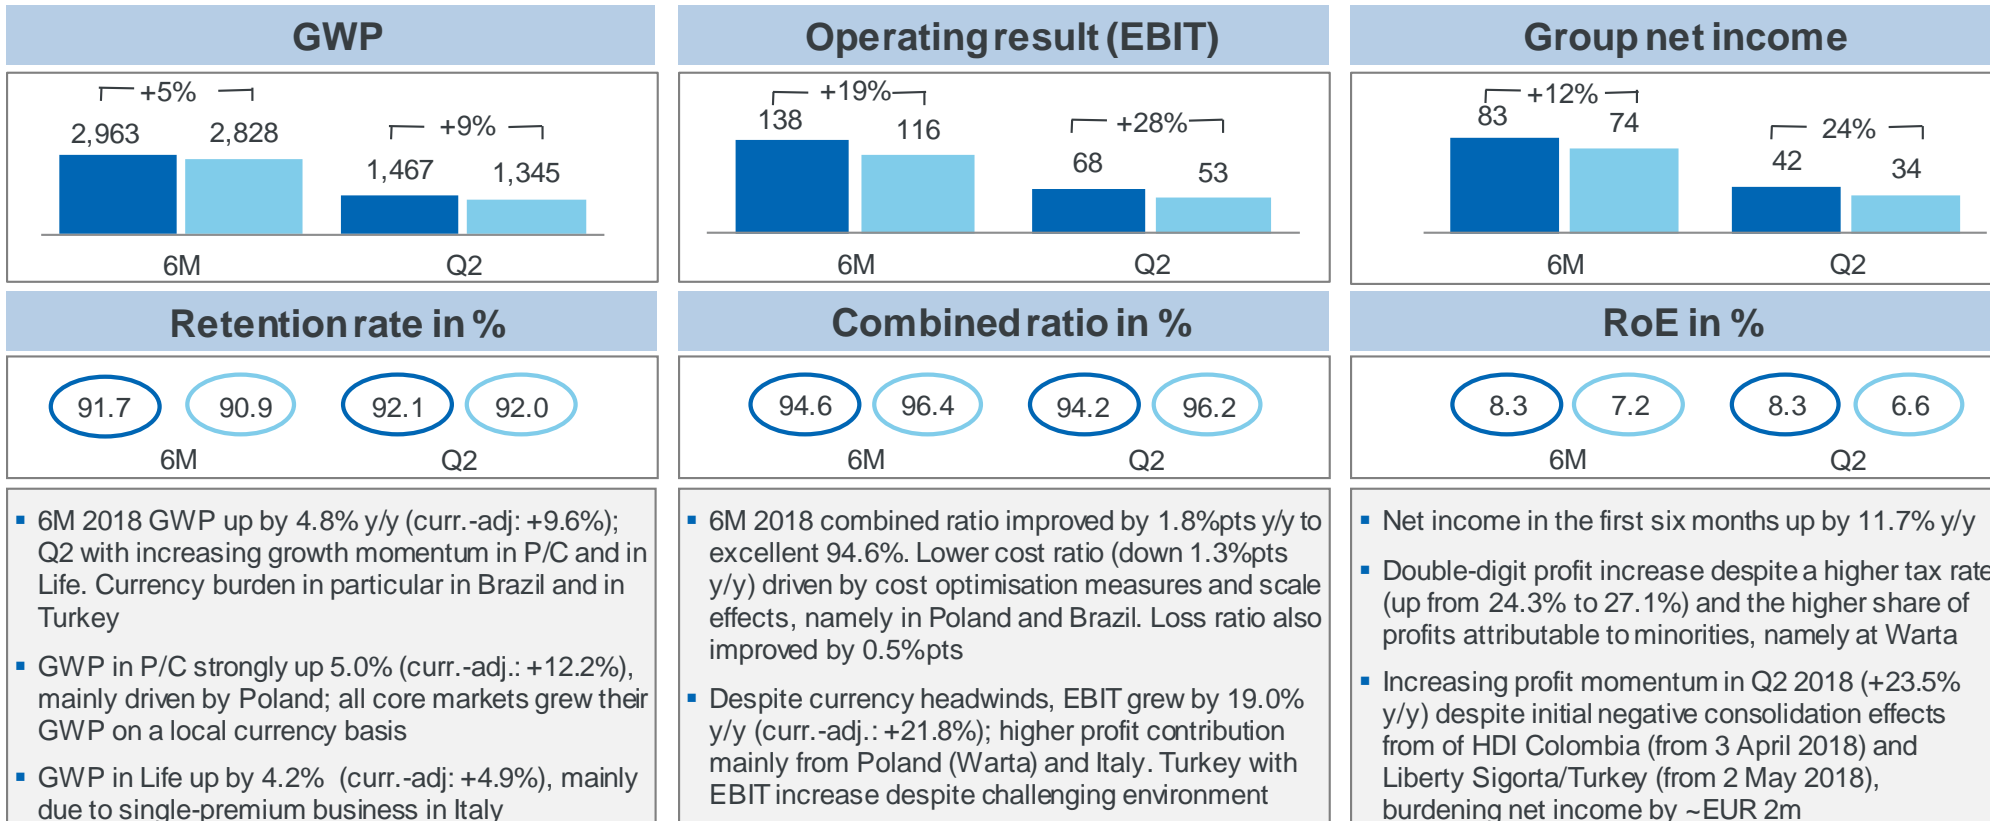 GWP
+5%
2,963
2,828
+9%
1,467
1,345
6M
Q2
Operating result (EBIT)
+19%
138
116
+28%
68
53
6M
Q2
Group net income
+12%
83
74
24%
42
34
6M
Q2
Retention rate in %
91.7
90.9
92.1
92.0
6M
Q2
Combined ratio in %
94.6
96.4
94.2
96.2
6M
Q2
RoE in %
8.3
7.2
8.3
6.6
6M
Q2
▪ 6M 2018 GWP up by 4.8% y/y (curr.-adj: +9.6%);
Q2 with increasing growth momentum in P/C and in
Life. Currency burden in particular in Brazil and in
Turkey
▪ GWP in P/C strongly up 5.0% (curr.-adj.: +12.2%),
mainly driven by Poland; all core markets grew their
GWP on a local currency basis
▪ GWP in Life up by 4.2% (curr.-adj: +4.9%), mainly
due to single-premium business in Italy
▪ 6M 2018 combined ratio improved by 1.8%pts y/y to
excellent 94.6%. Lower cost ratio (down 1.3%pts
y/y) driven by cost optimisation measures and scale
effects, namely in Poland and Brazil. Loss ratio also
improved by 0.5%pts
▪ Despite currency headwinds, EBIT grew by 19.0%
y/y (curr.-adj.: +21.8%); higher profit contribution
mainly from Poland (Warta) and Italy. Turkey with
EBIT increase despite challenging environment
▪ Net income in the first six months up by 11.7% y/y
▪ Double-digit profit increase despite a higher tax rate
(up from 24.3% to 27.1%) and the higher share of
profits attributable to minorities, namely at Warta
▪ Increasing profit momentum in Q2 2018 (+23.5%
y/y) despite initial negative consolidation effects
from of HDI Colombia (from 3 April 2018) and
Liberty Sigorta/Turkey (from 2 May 2018),
burdening net income by ~EUR 2m